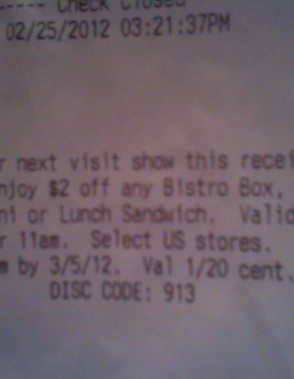 ----- Check Closed
02/25/2012 03:21:37PM
r next visit show this recei
njoy $2 off any Bistro Box,
ni or Lunch Sandwich. Valid
r 11am. Select US stores.
m by 3/5/12. Val 1/20 cent.
DISC CODE: 913